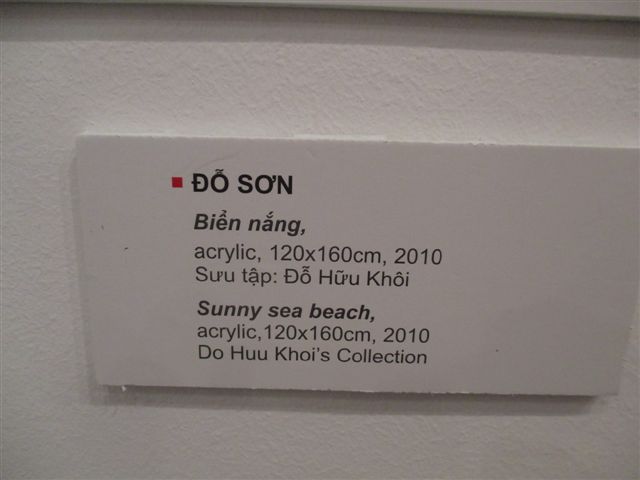 ĐỖ SƠN
Biển nắng,
acrylic, 120x160cm, 2010
Sưu tập: Đỗ Hữu Khôi
Sunny sea beach,
acrylic,120x160cm, 2010
Do Huu Khoi's Collection